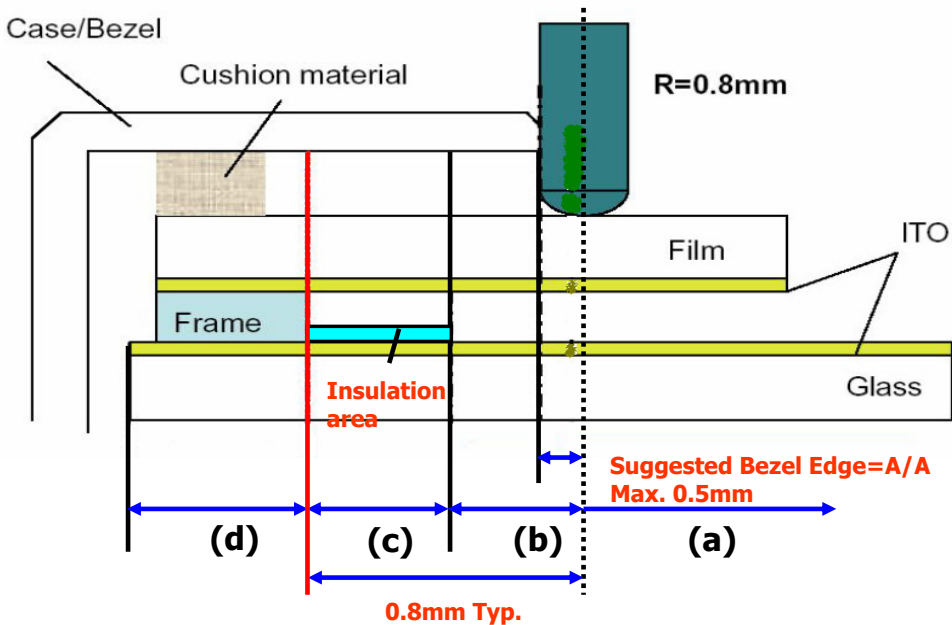 Case/Bezel
Cushion material
R=0.8mm
ITO
Film
Frame
Insulation
area
Glass
Suggested Bezel Edge=A/A
Max. 0.5mm
(d)
(c)
(b)
(a)
0.8mm Typ.